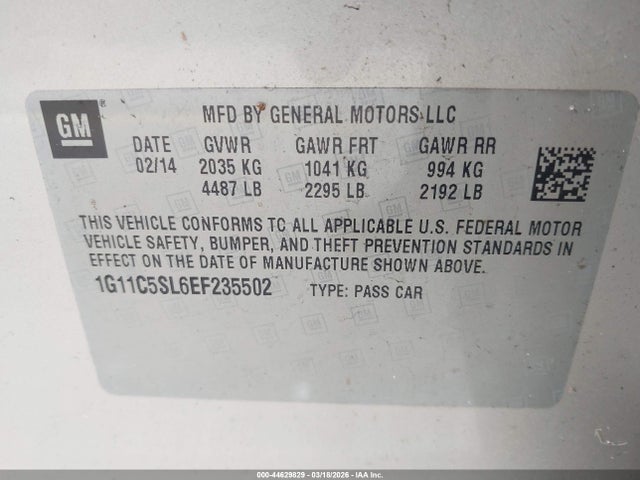 GM
MFD BY GENERAL MOTORS LLC
DATE GVWR GAWR FRT GAWR RR
02/14 2035 KG 1041 KG 994 KG
4487 LB 2295 LB 2192 LB
THIS VEHICLE CONFORMS TO ALL APPLICABLE U.S. FEDERAL MOTOR
VEHICLE SAFETY, BUMPER, AND THEFT PREVENTION STANDARDS IN
EFFECT ON THE DATE OF MANUFACTURE SHOWN ABOVE.
1G11C5SL6EF235502 TYPE: PASS CAR
000-44629829 - 03/18/2026 - IAA Inc.